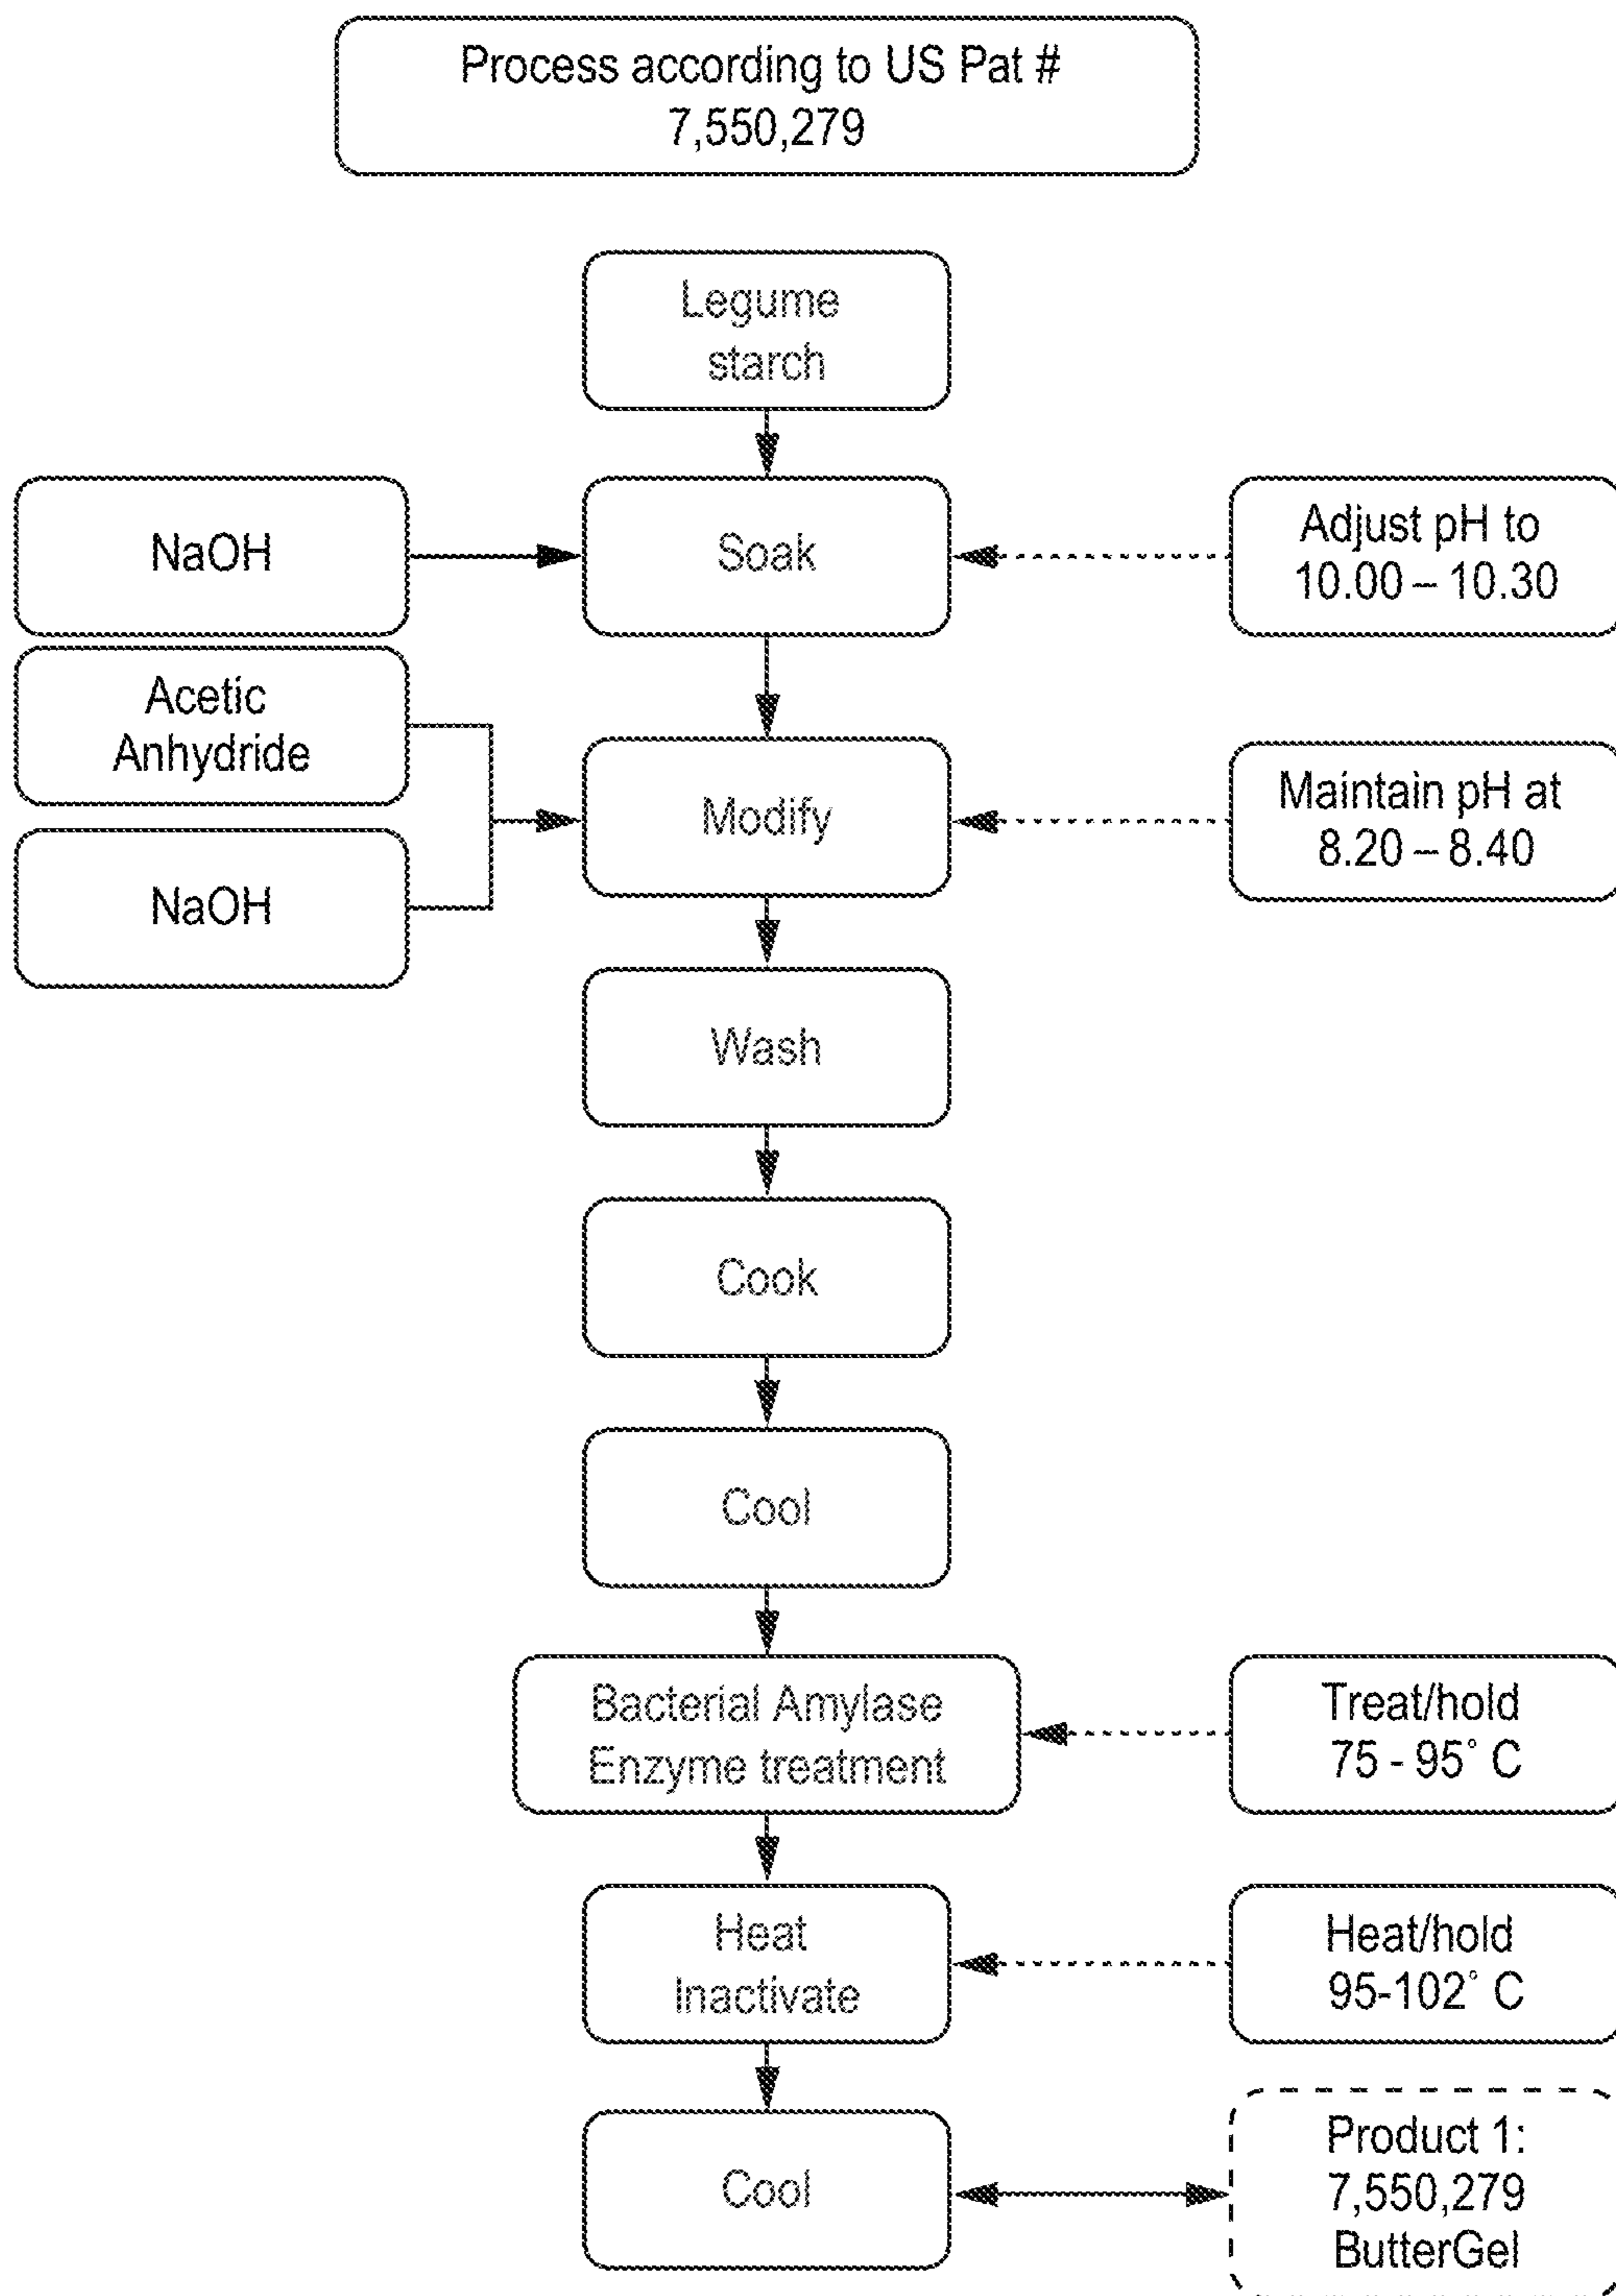 Process according to US Pat #
7,550,279
Legume
starch
NaOH
Soak
Adjust pH to
10.00 – 10.30
Acetic
Anhydride
Modify
Maintain pH at
8.20 – 8.40
NaOH
Wash
Cook
Cool
Bacterial Amylase
Enzyme treatment
Treat/hold
75 - 95° C
Heat
Inactivate
Heat/hold
95-102° C
Cool
Product 1:
7,550,279
ButterGel